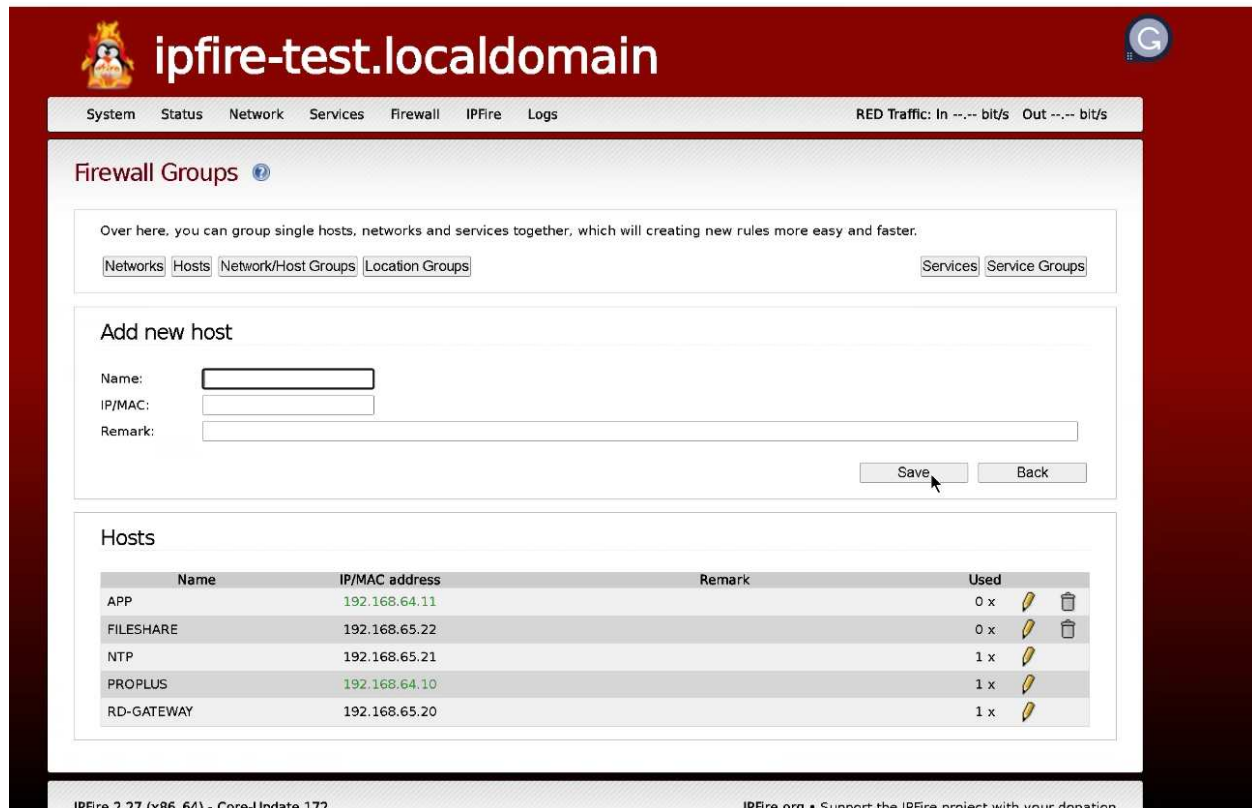 ipfire-test.localdomain
G
System Status Network Services Firewall IPFire Logs RED Traffic: In --.-- bit/s Out --.-- bit/s
Firewall Groups ?
Over here, you can group single hosts, networks and services together, which will creating new rules more easy and faster.
Networks Hosts Network/Host Groups Location Groups Services Service Groups
Add new host
Name:
IP/MAC:
Remark:
Save Back
Hosts
Name IP/MAC address Remark Used
APP 192.168.64.11 0 x
FILESHARE 192.168.65.22 0 x
NTP 192.168.65.21 1 x
PROPLUS 192.168.64.10 1 x
RD-GATEWAY 192.168.65.20 1 x
IPFire 2.27 (x86_64) - Core-Update 172 IPFire.org • Support the IPFire project with your donation